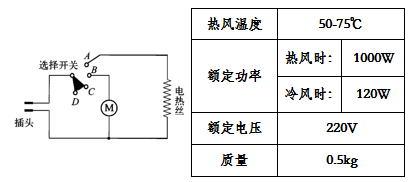 选择开关
A
B
C
D
M
电热丝
插头
热风温度 50-75℃
额定功率 热风时: 1000W
冷风时: 120W
额定电压 220V
质量 0.5kg